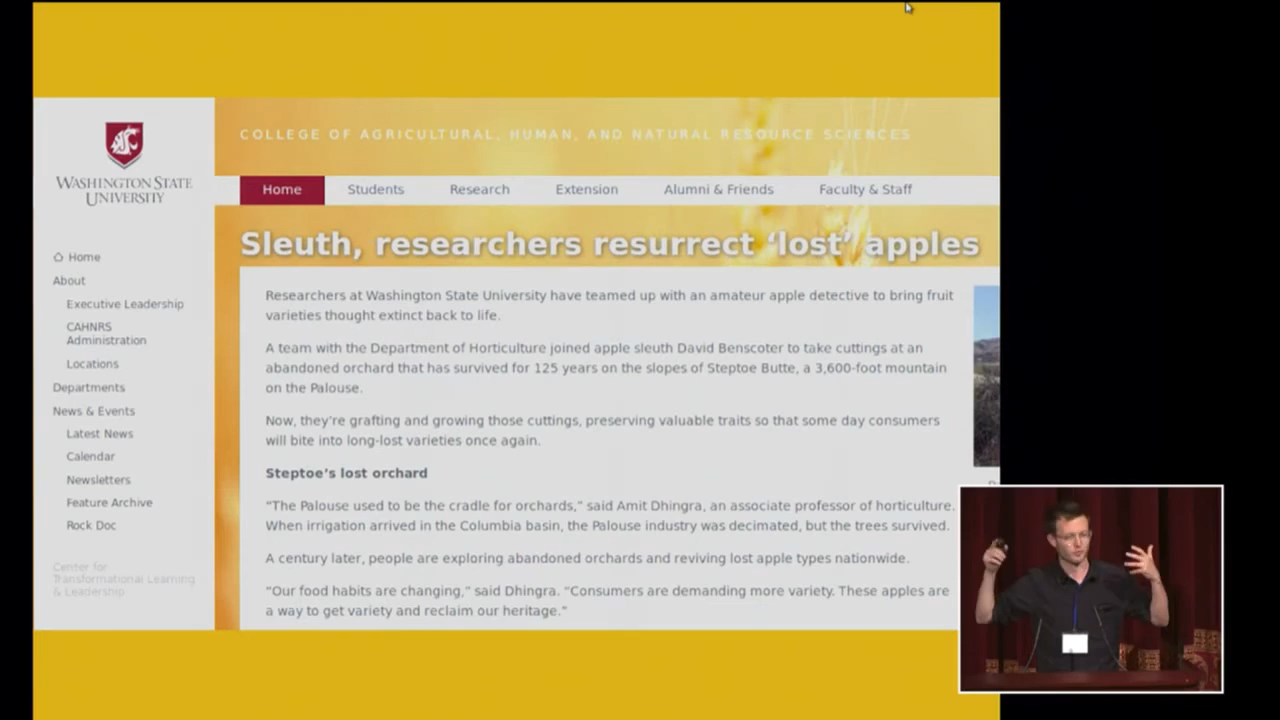 COLLEGE OF AGRICULTURAL, HUMAN, AND NATURAL RESOURCE SCIENCES
WASHINGTON STATE
UNIVERSITY
Home
Students
Research
Extension
Alumni & Friends
Faculty & Staff
Home
About
Executive Leadership
CAHNRS
Administration
Locations
Departments
News & Events
Latest News
Calendar
Newsletters
Feature Archive
Rock Doc
Center for
Transformational Learning
& Leadership
Sleuth, researchers resurrect ‘lost’ apples
Researchers at Washington State University have teamed up with an amateur apple detective to bring fruit
varieties thought extinct back to life.
A team with the Department of Horticulture joined apple sleuth David Benscoter to take cuttings at an
abandoned orchard that has survived for 125 years on the slopes of Steptoe Butte, a 3,600-foot mountain
on the Palouse.
Now, they’re grafting and growing those cuttings, preserving valuable traits so that some day consumers
will bite into long-lost varieties once again.
Steptoe’s lost orchard
“The Palouse used to be the cradle for orchards,” said Amit Dhingra, an associate professor of horticulture.
When irrigation arrived in the Columbia basin, the Palouse industry was decimated, but the trees survived.
A century later, people are exploring abandoned orchards and reviving lost apple types nationwide.
“Our food habits are changing,” said Dhingra. “Consumers are demanding more variety. These apples are
a way to get variety and reclaim our heritage.”